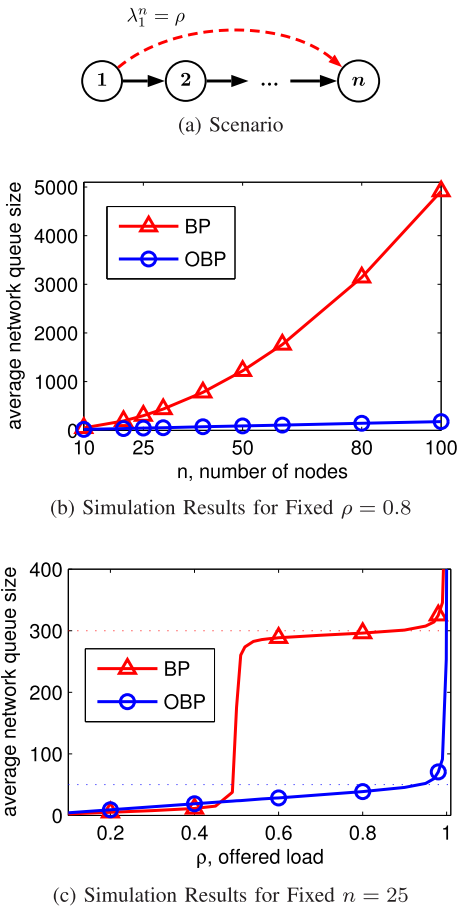 λ₁ⁿ = ρ
1 2 ... n
(a) Scenario
average network queue size
5000
4000
3000
2000
1000
0
BP
OBP
10 25 50 80 100
n, number of nodes
(b) Simulation Results for Fixed ρ = 0.8
average network queue size
400
300
200
100
0
BP
OBP
0.2 0.4 0.6 0.8 1
ρ, offered load
(c) Simulation Results for Fixed n = 25